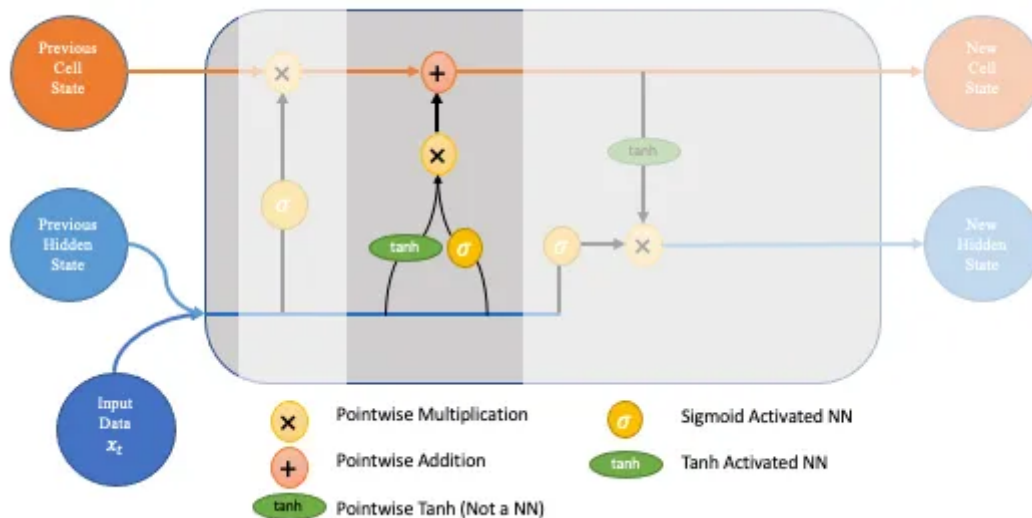 Previous
Cell
State
×
+
New
Cell
State
×
tanh
σ
Previous
Hidden
State
tanh
σ
σ
×
New
Hidden
State
Input
Data
xₜ
× Pointwise Multiplication
σ Sigmoid Activated NN
+ Pointwise Addition
tanh Tanh Activated NN
tanh Pointwise Tanh (Not a NN)